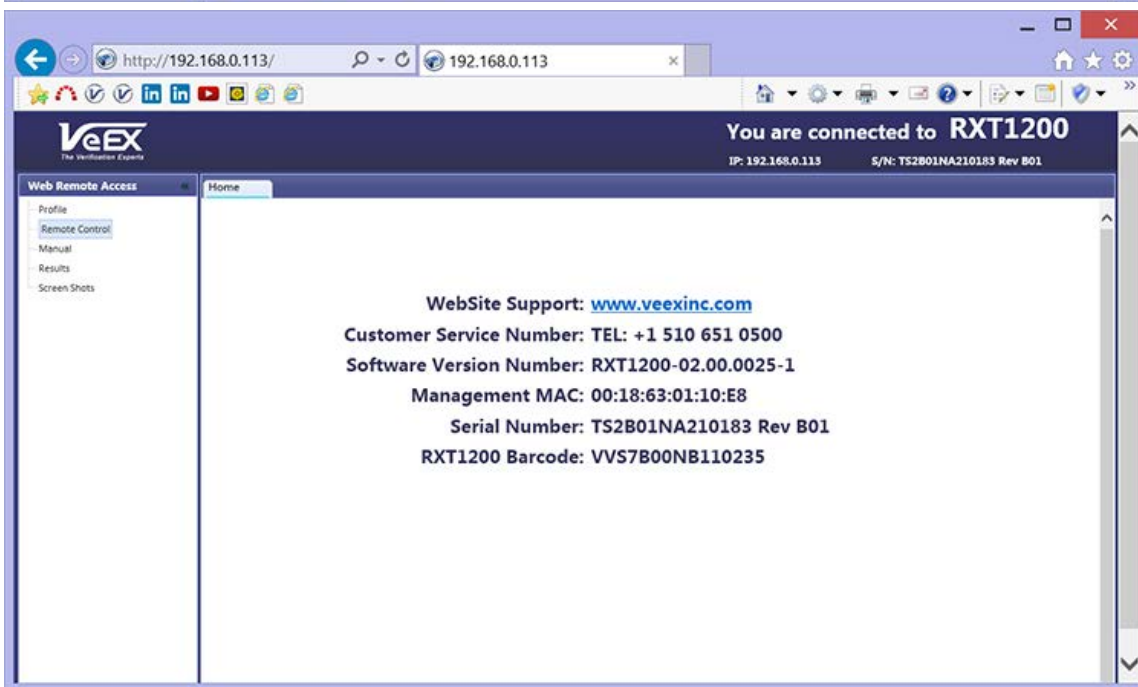 http://192.168.0.113/
192.168.0.113
VeEX
The Verification Experts
You are connected to RXT1200
IP: 192.168.0.113 S/N: TS2B01NA210183 Rev B01
Web Remote Access
Home
Profile
Remote Control
Manual
Results
Screen Shots
WebSite Support: www.veexinc.com
Customer Service Number: TEL: +1 510 651 0500
Software Version Number: RXT1200-02.00.0025-1
Management MAC: 00:18:63:01:10:E8
Serial Number: TS2B01NA210183 Rev B01
RXT1200 Barcode: VVS7B00NB110235